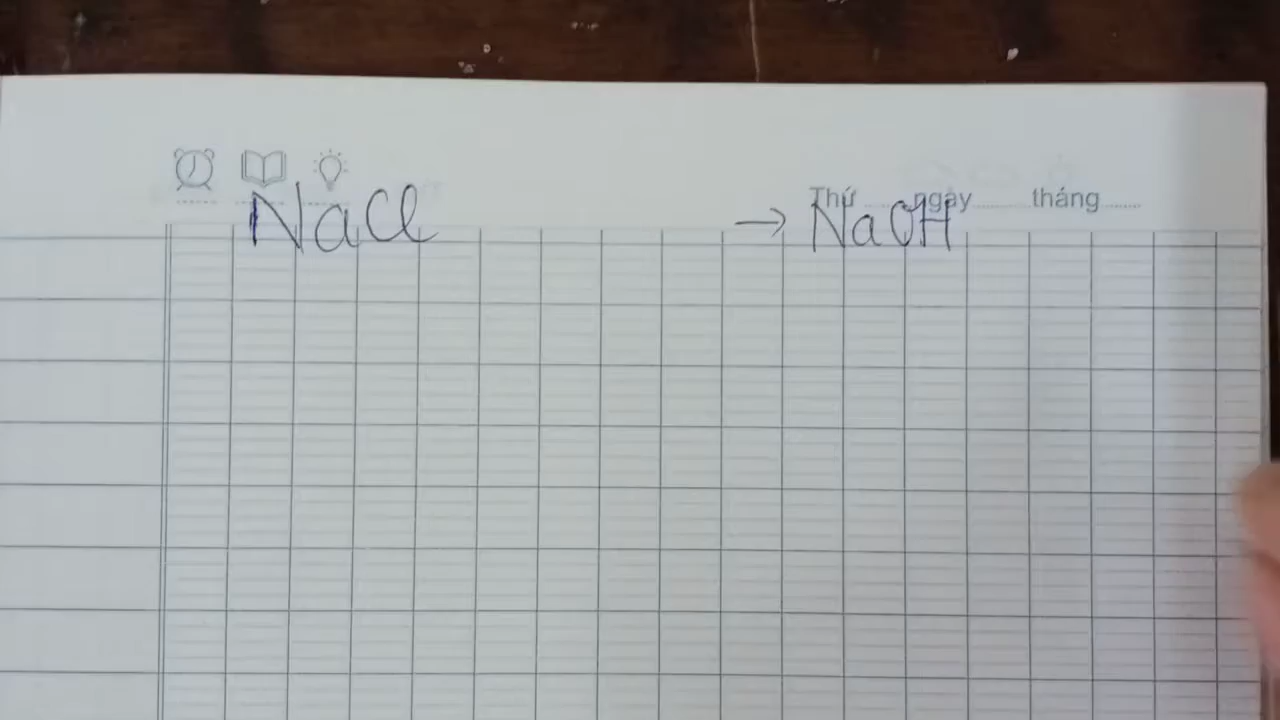 Thứ ........ ngày ........ tháng ........
NaCl → NaOH